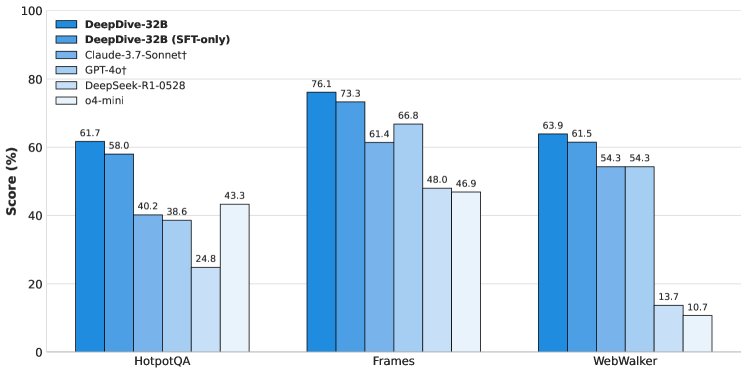 100
80
60
40
20
0
Score (%)
DeepDive-32B
DeepDive-32B (SFT-only)
Claude-3.7-Sonnet†
GPT-4o†
DeepSeek-R1-0528
o4-mini
61.7
58.0
40.2
38.6
24.8
43.3
76.1
73.3
61.4
66.8
48.0
46.9
63.9
61.5
54.3
54.3
13.7
10.7
HotpotQA
Frames
WebWalker